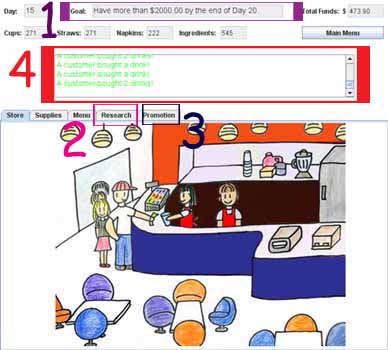 1
Day: 15 Goal: Have more than $2000.00 by the end of Day 20. Total Funds: $ 473.90
Cups: 271 Straws: 271 Napkins: 222 Ingredients: 545 Main Menu
4
A customer bought 2 drinks!
A customer bought a drink!
A customer bought a drink!
A customer bought 2 drinks!
Store Supplies Menu Research Promotion
2 3